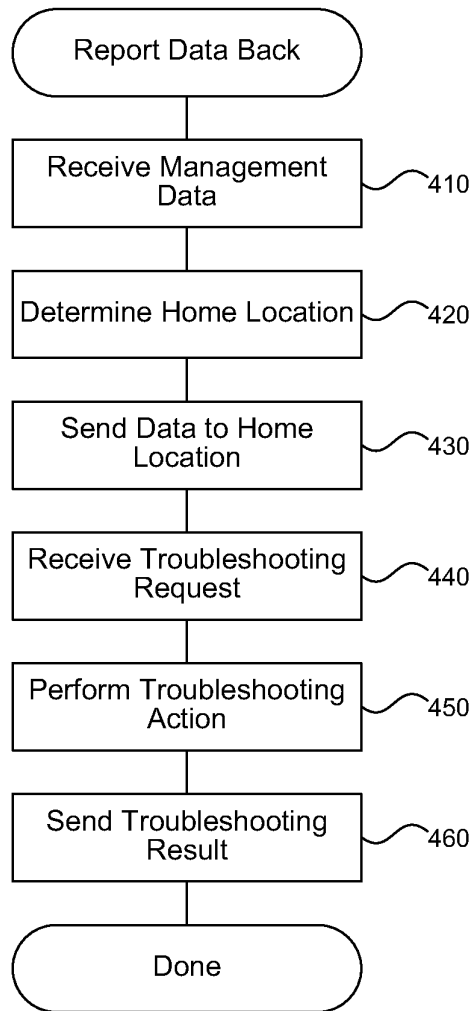 Report Data Back
Receive Management
Data
410
Determine Home Location
420
Send Data to Home
Location
430
Receive Troubleshooting
Request
440
Perform Troubleshooting
Action
450
Send Troubleshooting
Result
460
Done